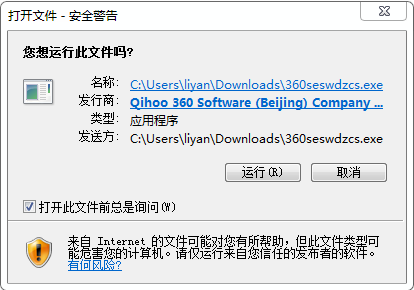 打开文件 - 安全警告
您想运行此文件吗?
名称: C:\Users\liyan\Downloads\360seswdzcs.exe
发行商: Qihoo 360 Software (Beijing) Company ...
类型: 应用程序
发送方: C:\Users\liyan\Downloads\360seswdzcs.exe
运行(R) 取消
打开此文件前总是询问(W)
来自 Internet 的文件可能对您有所帮助，但此文件类型可
能危害您的计算机。请仅运行来自您信任的发布者的软件。
有何风险?